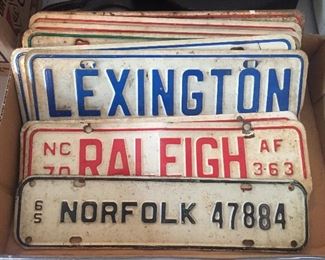 LEXINGTON
NC 70 RALEIGH AF 3-63
65 NORFOLK 47884